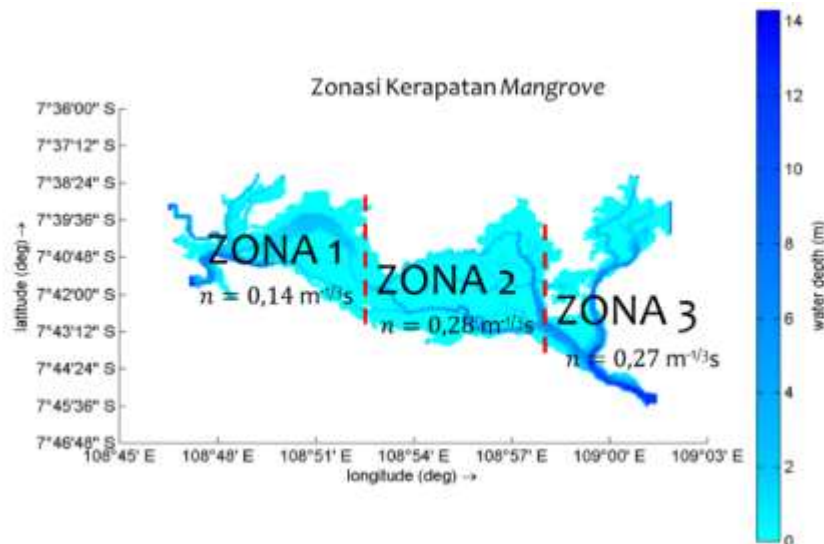 Zonasi Kerapatan Mangrove
7°36'00" S
7°37'12" S
7°38'24" S
7°39'36" S
7°40'48" S
7°42'00" S
7°43'12" S
7°44'24" S
7°45'36" S
7°46'48" S
latitude (deg) →
ZONA 1
n = 0,14 m⁻¹/³s
ZONA 2
n = 0,28 m⁻¹/³s
ZONA 3
n = 0,27 m⁻¹/³s
108°45' E
108°48' E
108°51' E
108°54' E
108°57' E
109°00' E
109°03' E
longitude (deg) →
14
12
10
8
6
4
2
0
water depth (m)